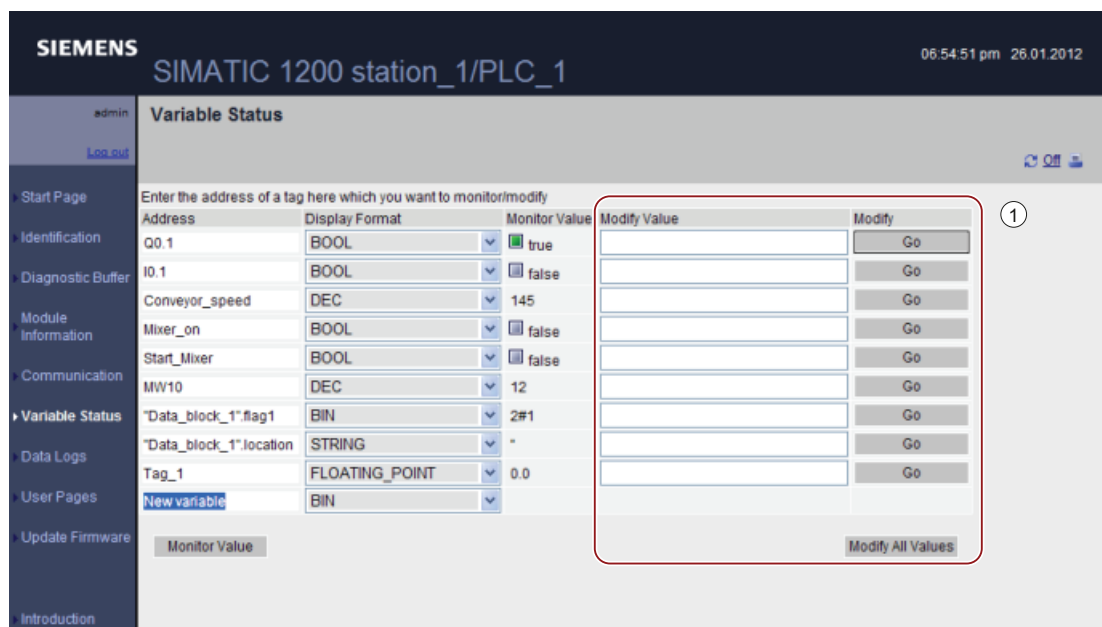 SIEMENS
SIMATIC 1200 station_1/PLC_1
06:54:51 pm 26.01.2012
admin
Log out
Variable Status
Off
Start Page
Identification
Diagnostic Buffer
Module
Information
Communication
Variable Status
Data Logs
User Pages
Update Firmware
Introduction
Enter the address of a tag here which you want to monitor/modify
Address Display Format Monitor Value Modify Value Modify
1
Q0.1 BOOL true Go
I0.1 BOOL false Go
Conveyor_speed DEC 145 Go
Mixer_on BOOL false Go
Start_Mixer BOOL false Go
MW10 DEC 12 Go
"Data_block_1".flag1 BIN 2#1 Go
"Data_block_1".location STRING " Go
Tag_1 FLOATING_POINT 0.0 Go
New variable BIN
Monitor Value Modify All Values